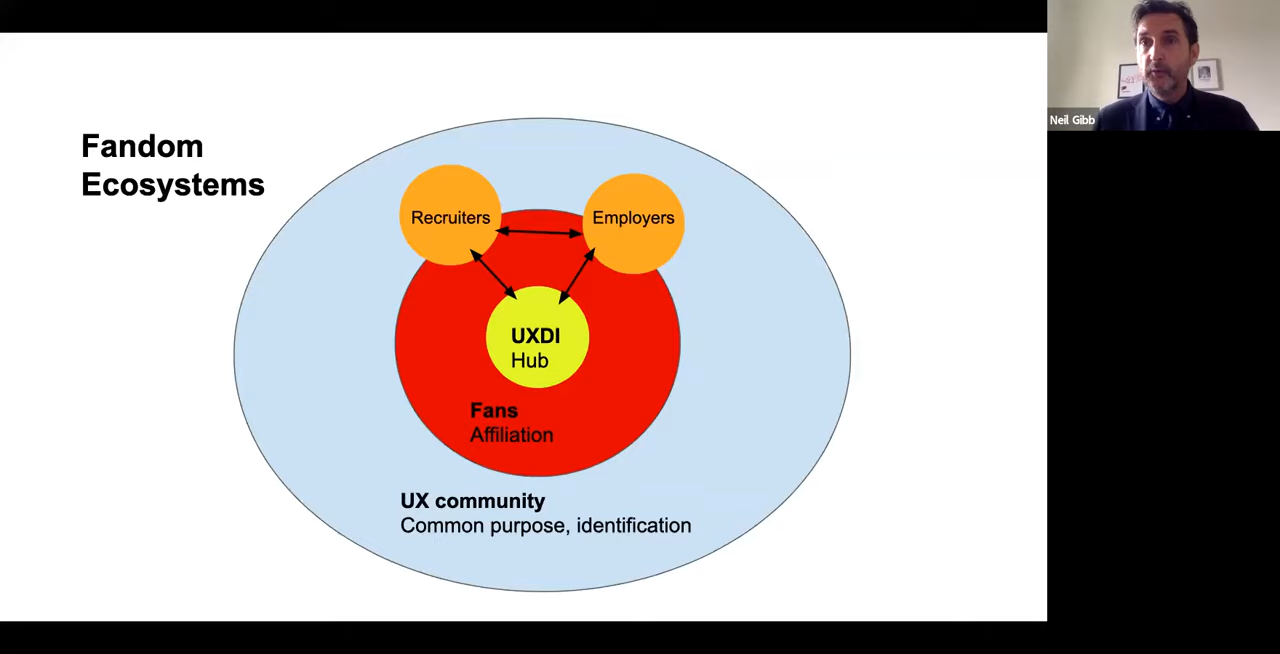 Fandom
Ecosystems
Recruiters
Employers
UXDI
Hub
Fans
Affiliation
UX community
Common purpose, identification
Neil Gibb